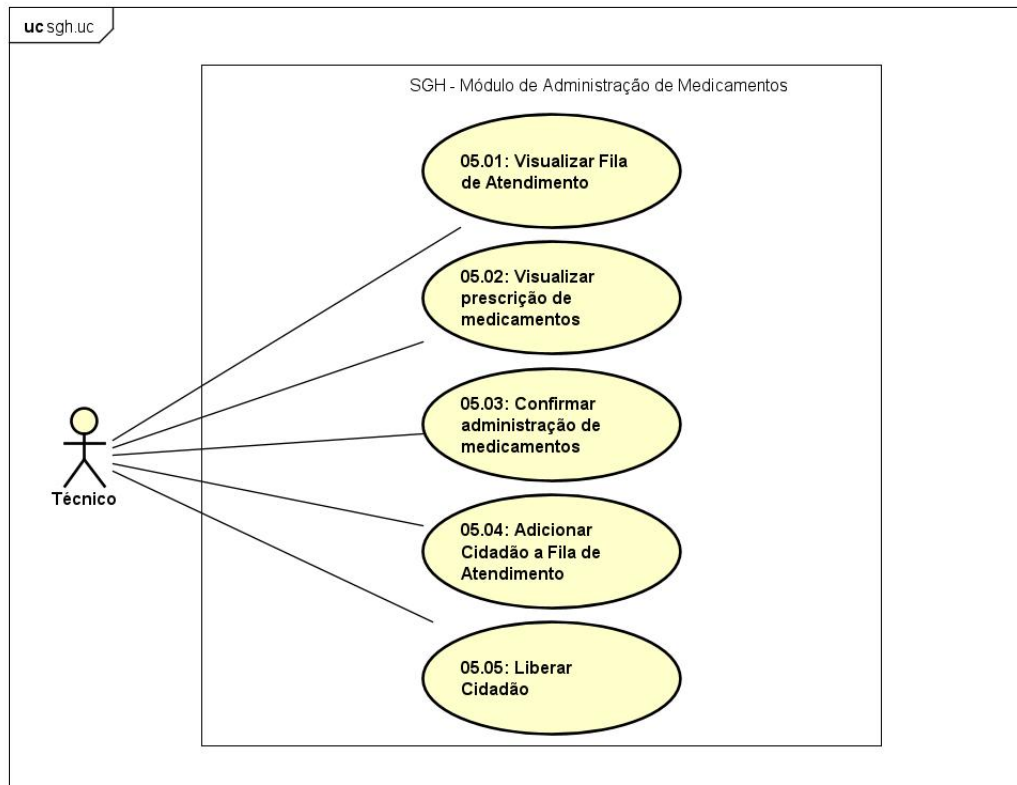 uc sgh.uc
SGH - Módulo de Administração de Medicamentos
05.01: Visualizar Fila
de Atendimento
05.02: Visualizar
prescrição de
medicamentos
05.03: Confirmar
administração de
medicamentos
Técnico
05.04: Adicionar
Cidadão a Fila de
Atendimento
05.05: Liberar
Cidadão